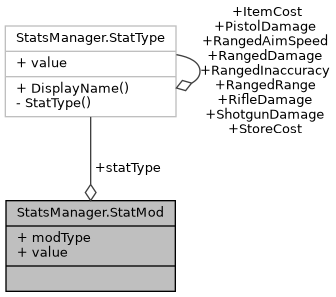 StatsManager.StatType
+ value
+ DisplayName()
- StatType()
+ItemCost
+PistolDamage
+RangedAimSpeed
+RangedDamage
+RangedInaccuracy
+RangedRange
+RifleDamage
+ShotgunDamage
+StoreCost
+statType
StatsManager.StatMod
+ modType
+ value